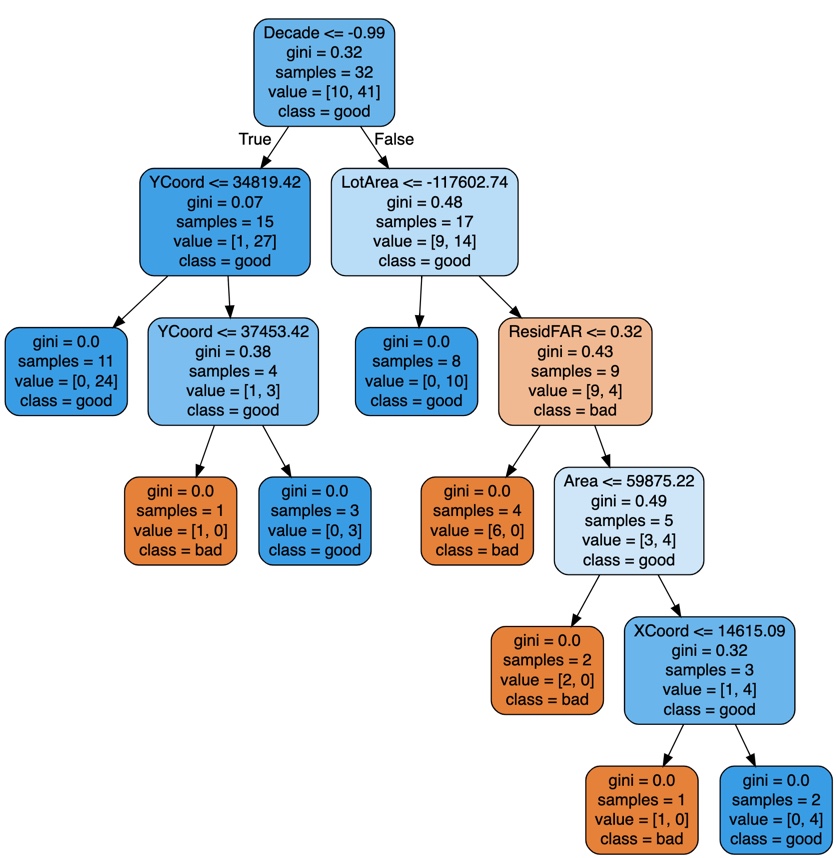 Decade <= -0.99
gini = 0.32
samples = 32
value = [10, 41]
class = good
True
False
YCoord <= 34819.42
gini = 0.07
samples = 15
value = [1, 27]
class = good
LotArea <= -117602.74
gini = 0.48
samples = 17
value = [9, 14]
class = good
gini = 0.0
samples = 11
value = [0, 24]
class = good
YCoord <= 37453.42
gini = 0.38
samples = 4
value = [1, 3]
class = good
gini = 0.0
samples = 8
value = [0, 10]
class = good
ResidFAR <= 0.32
gini = 0.43
samples = 9
value = [9, 4]
class = bad
gini = 0.0
samples = 1
value = [1, 0]
class = bad
gini = 0.0
samples = 3
value = [0, 3]
class = good
gini = 0.0
samples = 4
value = [6, 0]
class = bad
Area <= 59875.22
gini = 0.49
samples = 5
value = [3, 4]
class = good
gini = 0.0
samples = 2
value = [2, 0]
class = bad
XCoord <= 14615.09
gini = 0.32
samples = 3
value = [1, 4]
class = good
gini = 0.0
samples = 1
value = [1, 0]
class = bad
gini = 0.0
samples = 2
value = [0, 4]
class = good